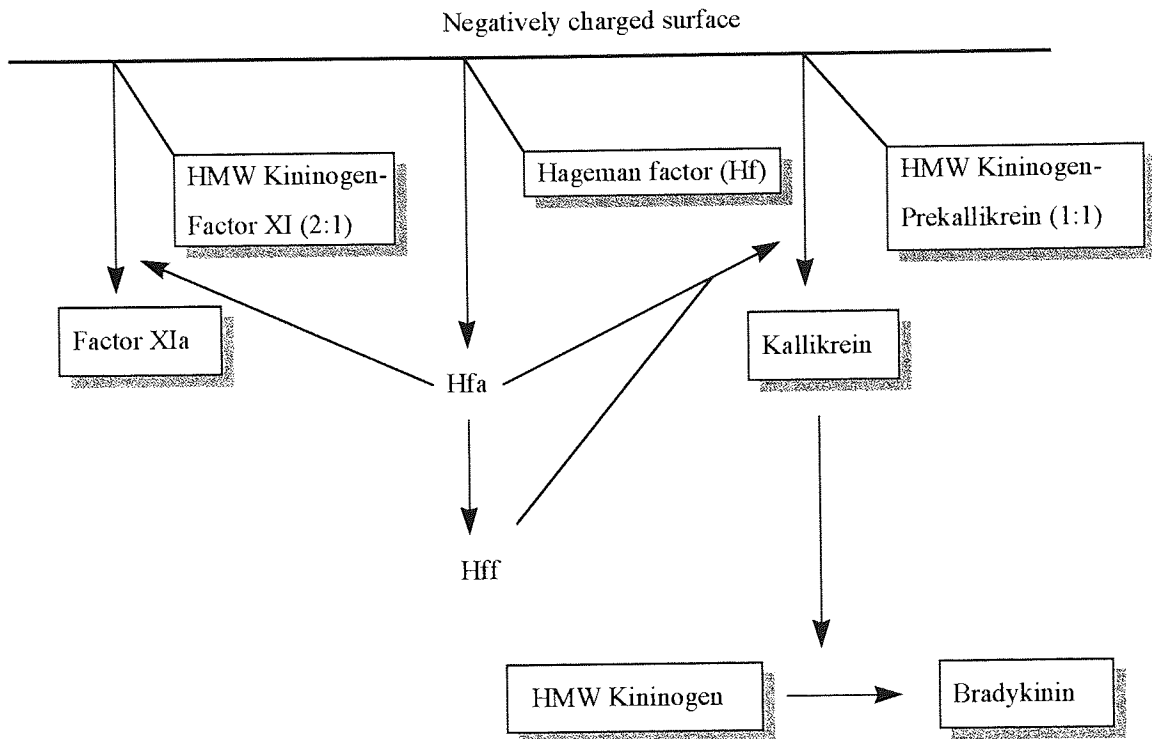 Negatively charged surface
HMW Kininogen-
Factor XI (2:1)
Hageman factor (Hf)
HMW Kininogen-
Prekallikrein (1:1)
Factor XIa
Hfa
Kallikrein
Hff
HMW Kininogen
Bradykinin